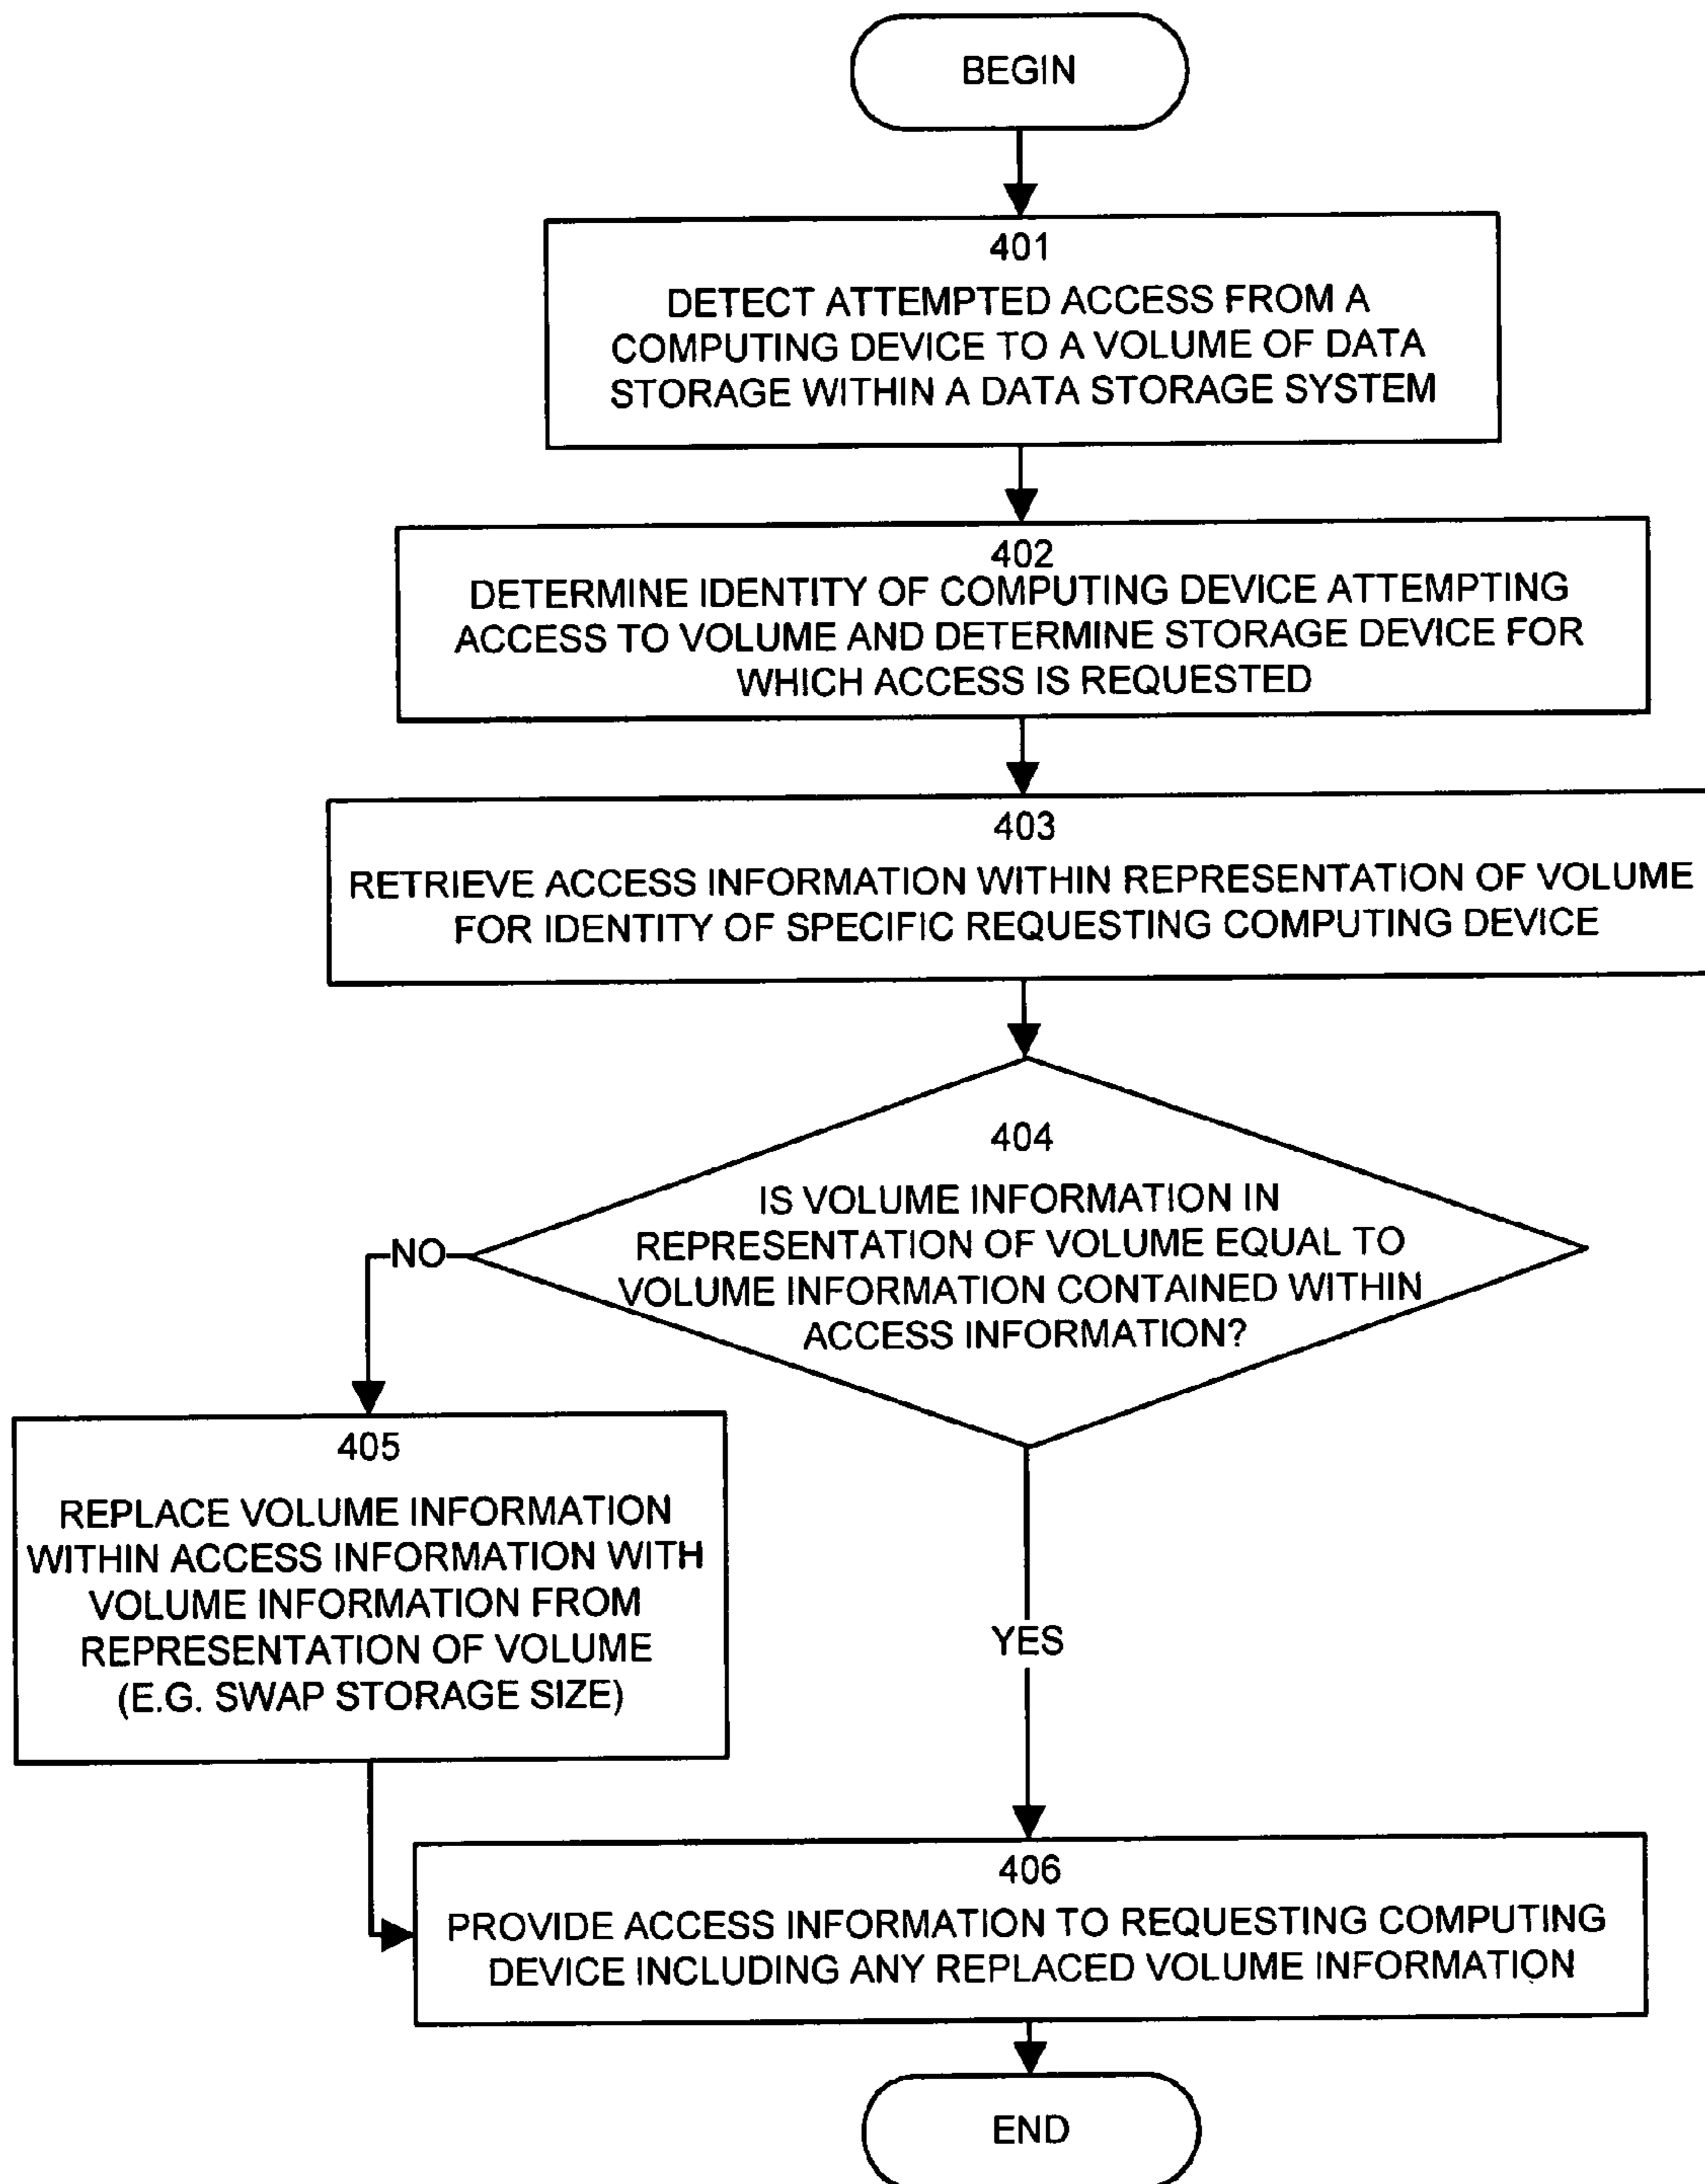 BEGIN
401
DETECT ATTEMPTED ACCESS FROM A
COMPUTING DEVICE TO A VOLUME OF DATA
STORAGE WITHIN A DATA STORAGE SYSTEM
402
DETERMINE IDENTITY OF COMPUTING DEVICE ATTEMPTING
ACCESS TO VOLUME AND DETERMINE STORAGE DEVICE FOR
WHICH ACCESS IS REQUESTED
403
RETRIEVE ACCESS INFORMATION WITHIN REPRESENTATION OF VOLUME
FOR IDENTITY OF SPECIFIC REQUESTING COMPUTING DEVICE
404
IS VOLUME INFORMATION IN
REPRESENTATION OF VOLUME EQUAL TO
VOLUME INFORMATION CONTAINED WITHIN
ACCESS INFORMATION?
NO
405
REPLACE VOLUME INFORMATION
WITHIN ACCESS INFORMATION WITH
VOLUME INFORMATION FROM
REPRESENTATION OF VOLUME
(E.G. SWAP STORAGE SIZE)
YES
406
PROVIDE ACCESS INFORMATION TO REQUESTING COMPUTING
DEVICE INCLUDING ANY REPLACED VOLUME INFORMATION
END